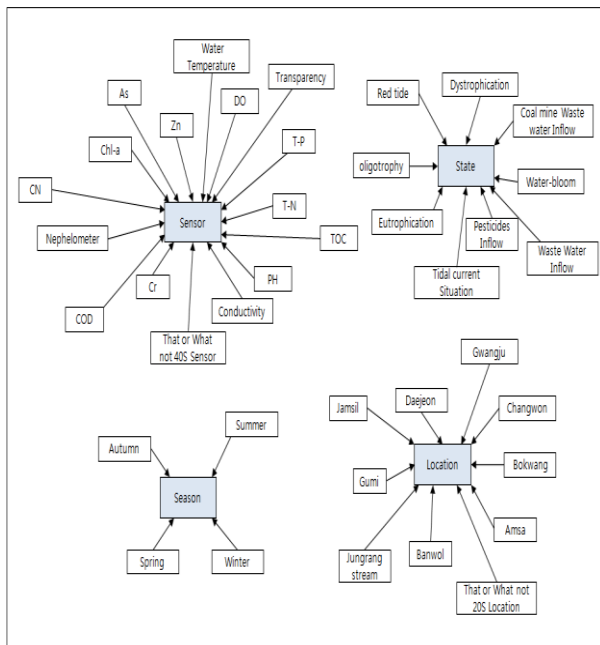 Water
Temperature
As
Transparency
DO
Zn
Chl-a
T-P
CN
T-N
Sensor
Nephelometer
TOC
COD
Cr
PH
Conductivity
That or What
not 40S Sensor
Dystrophication
Red tide
Coal mine Waste
water Inflow
oligotrophy
State
Water-bloom
Eutrophication
Pesticides
Inflow
Waste Water
Inflow
Tidal current
Situation
Summer
Autumn
Season
Spring
Winter
Gwangju
Daejeon
Jamsil
Changwon
Location
Bokwang
Gumi
Amsa
Jungrang
stream
Banwol
That or What not
20S Location